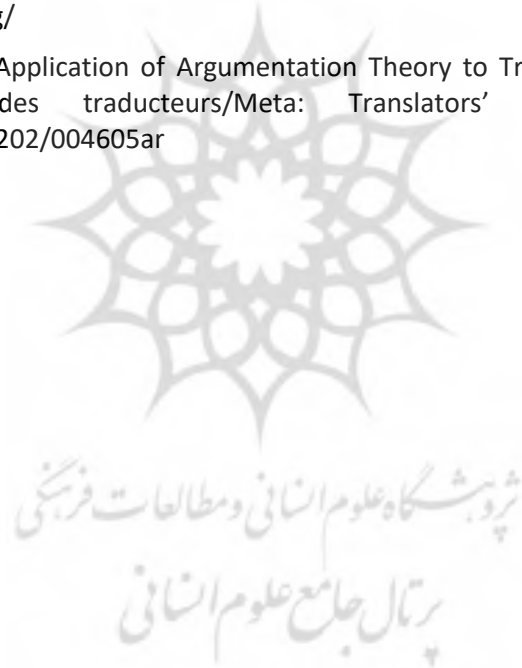 g/
Application of Argumentation Theory to Tr
des traducteurs/Meta: Translators’
202/004605ar
پژوهشگاه علوم انسانی و مطالعات فرهنگی
پرتال جامع علوم انسانی